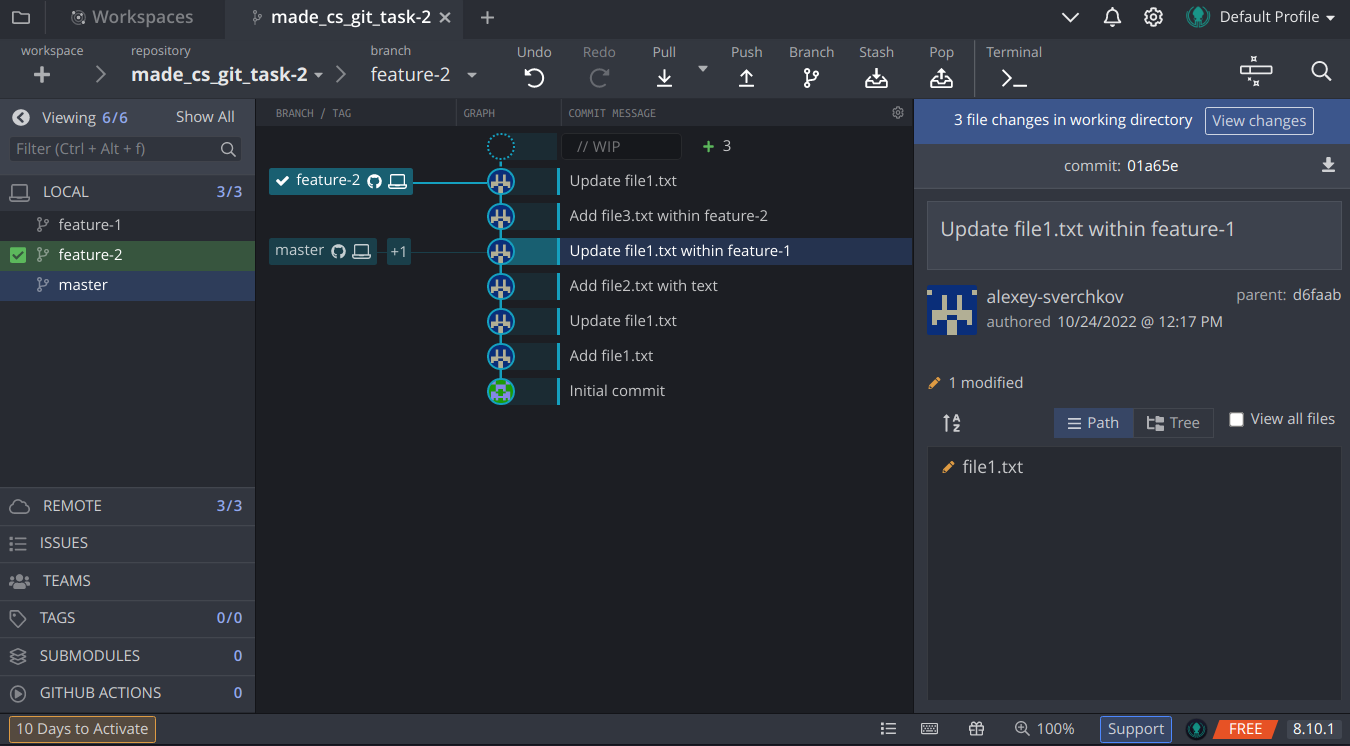 Workspaces
made_cs_git_task-2
Default Profile
workspace
repository
made_cs_git_task-2
branch
feature-2
Undo
Redo
Pull
Push
Branch
Stash
Pop
Terminal
Viewing 6/6
Show All
Filter (Ctrl + Alt + f)
LOCAL 3/3
feature-1
feature-2
master
REMOTE 3/3
ISSUES
TEAMS
TAGS 0/0
SUBMODULES 0
GITHUB ACTIONS 0
BRANCH / TAG
GRAPH
COMMIT MESSAGE
// WIP
+ 3
feature-2
Update file1.txt
Add file3.txt within feature-2
master +1
Update file1.txt within feature-1
Add file2.txt with text
Update file1.txt
Add file1.txt
Initial commit
3 file changes in working directory
View changes
commit: 01a65e
Update file1.txt within feature-1
alexey-sverchkov
parent: d6faab
authored 10/24/2022 @ 12:17 PM
1 modified
Path
Tree
View all files
file1.txt
10 Days to Activate
100%
Support
FREE
8.10.1